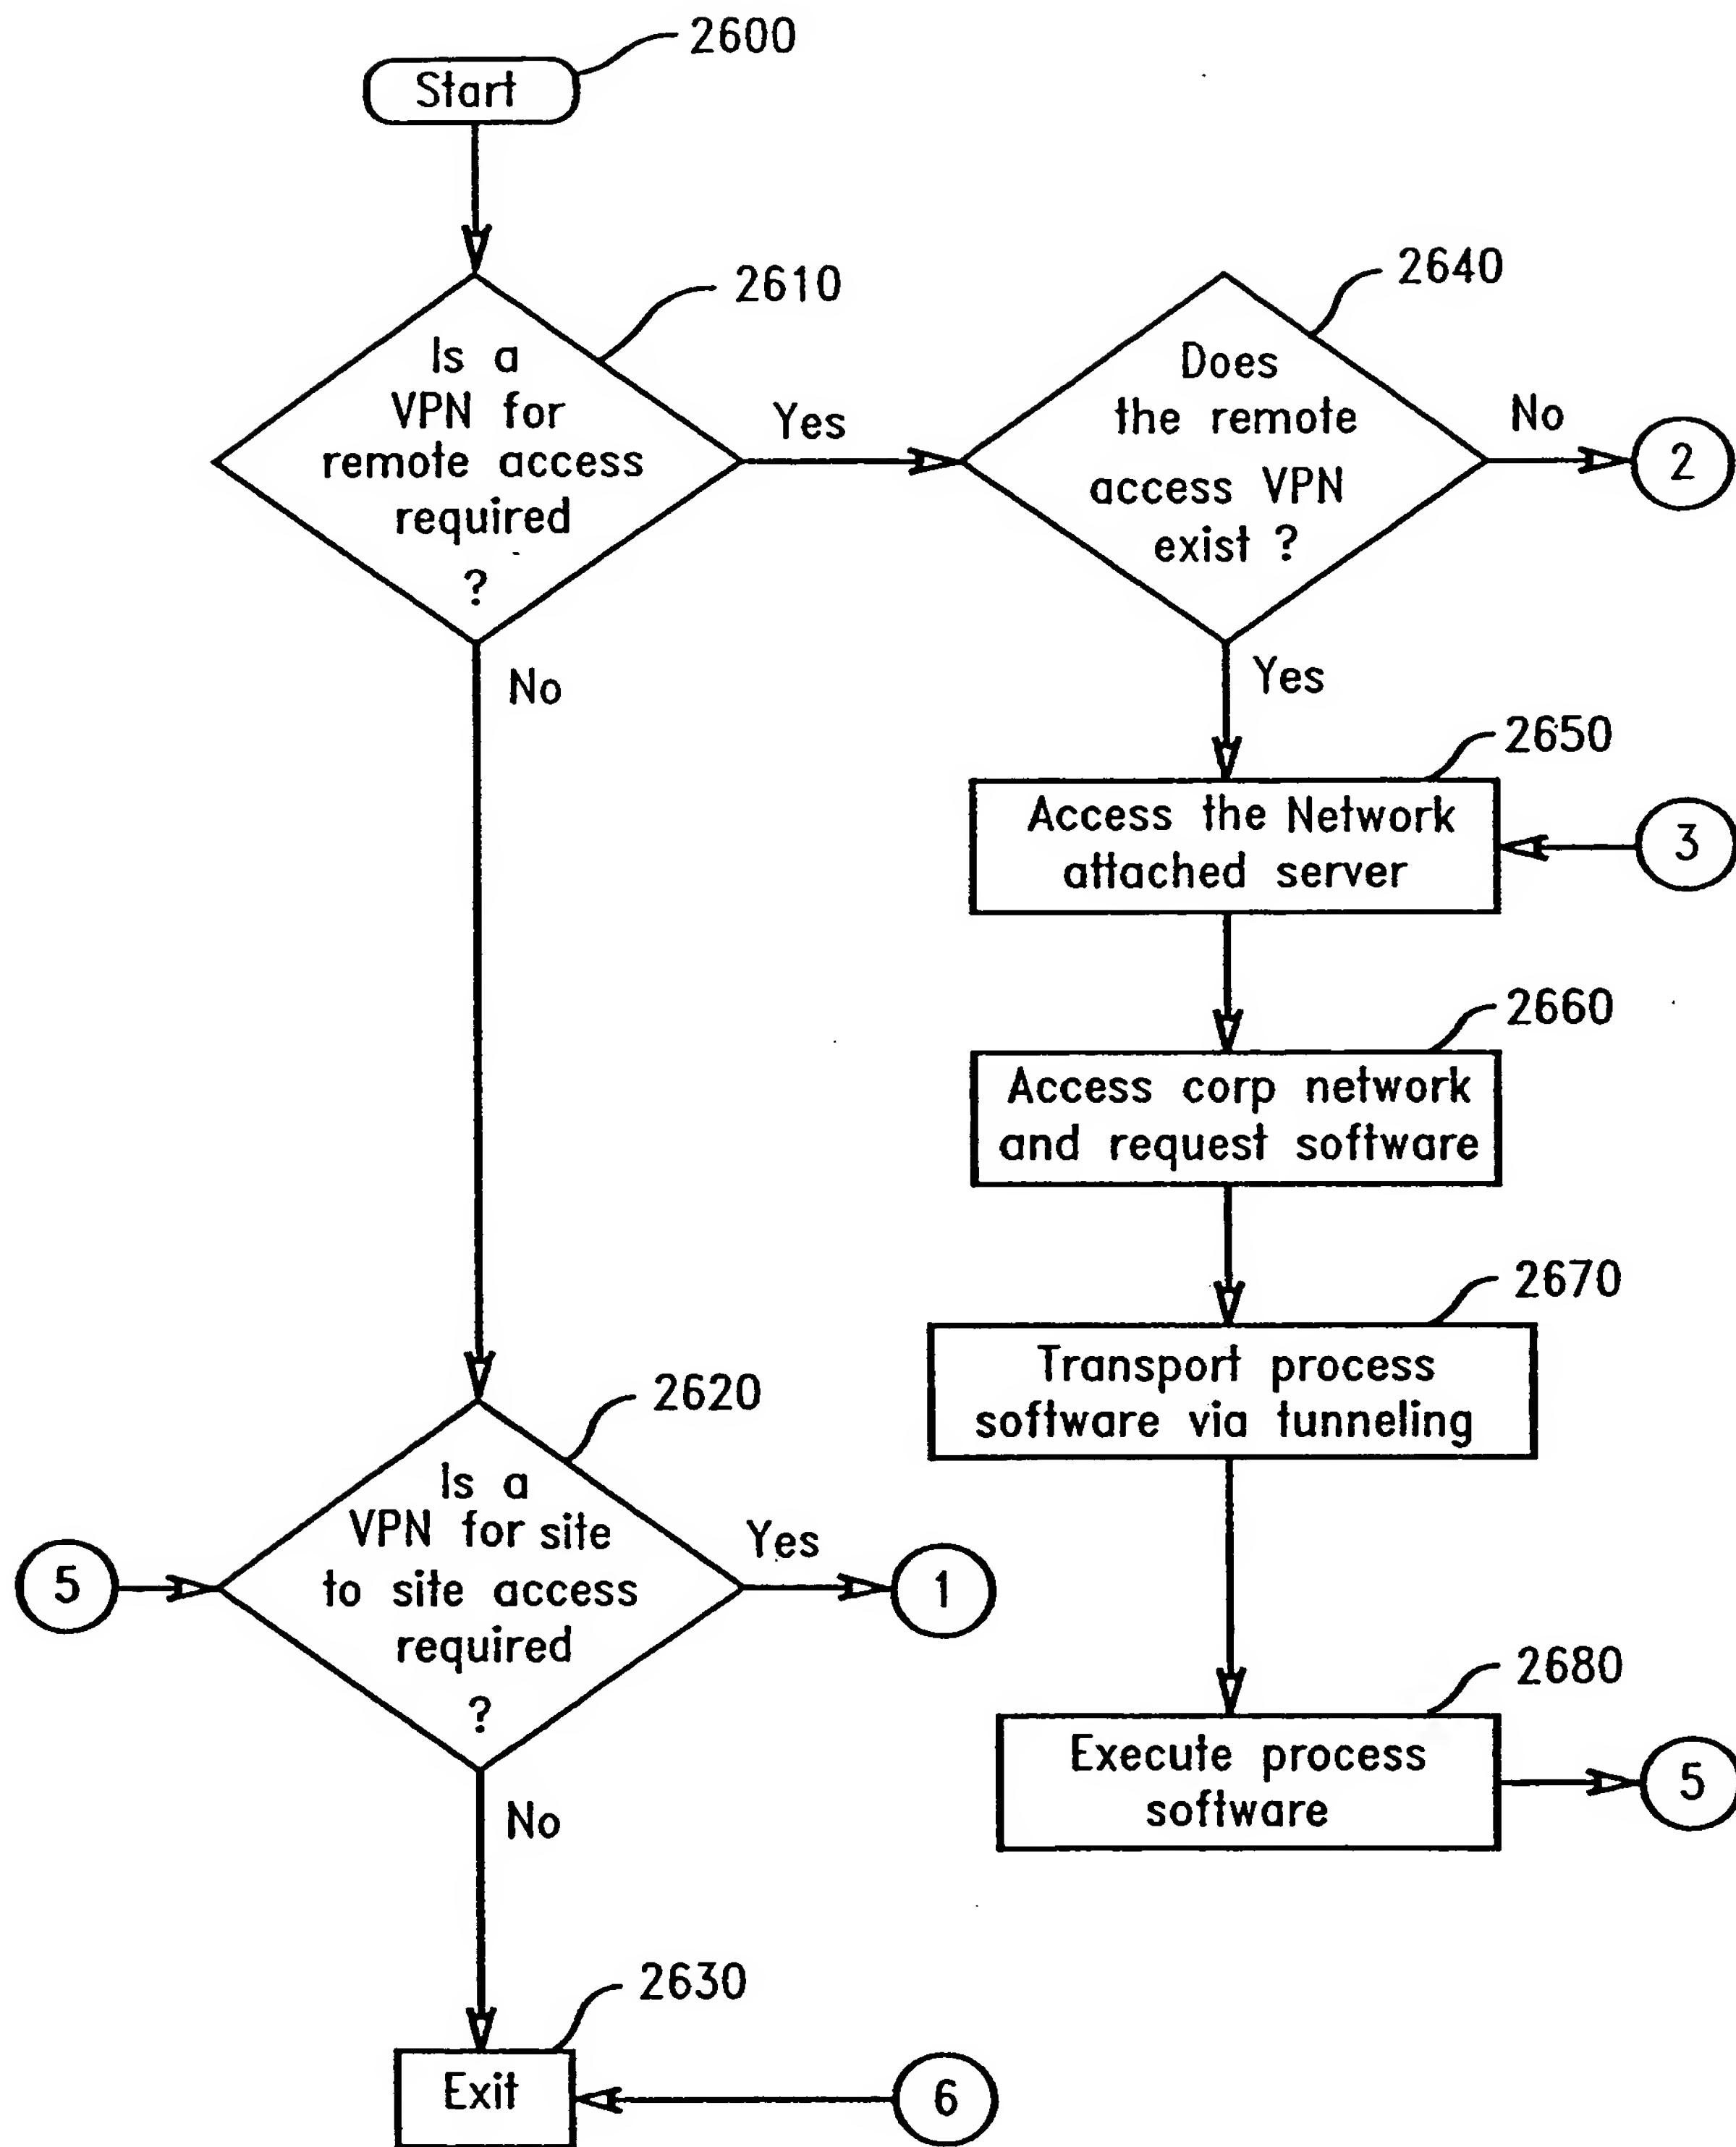 2600
Start
2610
Is a
VPN for
remote access
required
?
Yes
No
2640
Does
the remote
access VPN
exist ?
No
2
Yes
2650
Access the Network
attached server
3
2660
Access corp network
and request software
2670
Transport process
software via tunneling
2680
Execute process
software
5
5
2620
Is a
VPN for site
to site access
required
?
Yes
1
No
2630
Exit
6